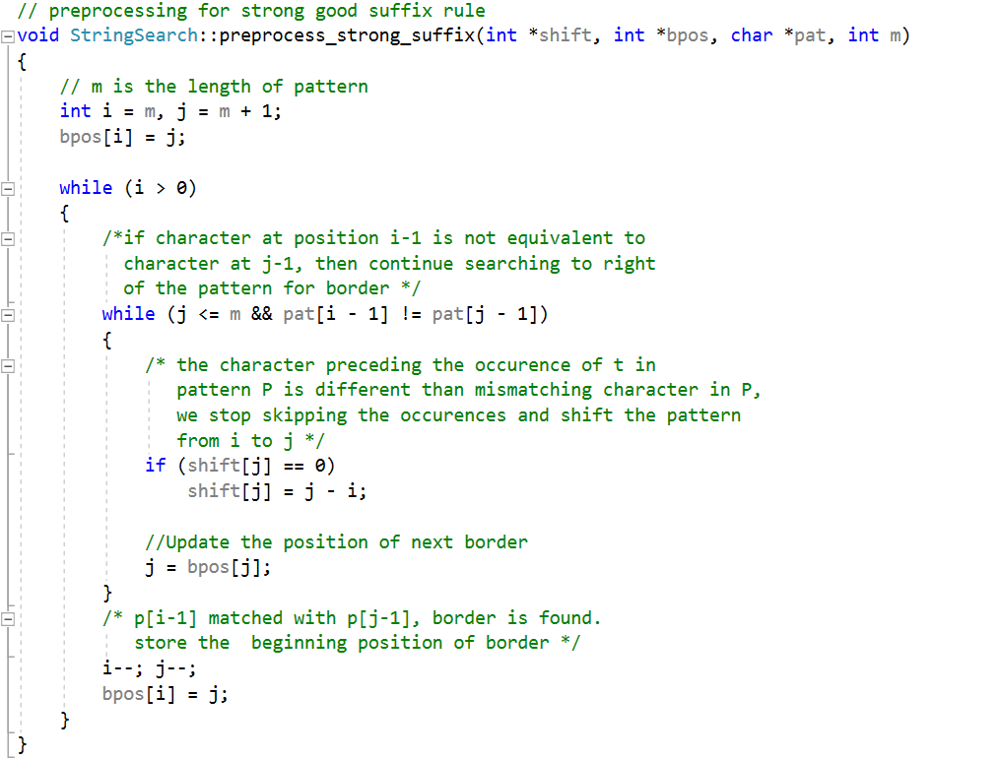 // preprocessing for strong good suffix rule
void StringSearch::preprocess_strong_suffix(int *shift, int *bpos, char *pat, int m)
{
    // m is the length of pattern
    int i = m, j = m + 1;
    bpos[i] = j;

    while (i > 0)
    {
        /*if character at position i-1 is not equivalent to
          character at j-1, then continue searching to right
          of the pattern for border */
        while (j <= m && pat[i - 1] != pat[j - 1])
        {
            /* the character preceding the occurence of t in
               pattern P is different than mismatching character in P,
               we stop skipping the occurences and shift the pattern
               from i to j */
            if (shift[j] == 0)
                shift[j] = j - i;

            //Update the position of next border
            j = bpos[j];
        }
        /* p[i-1] matched with p[j-1], border is found.
           store the  beginning position of border */
        i--; j--;
        bpos[i] = j;
    }
}